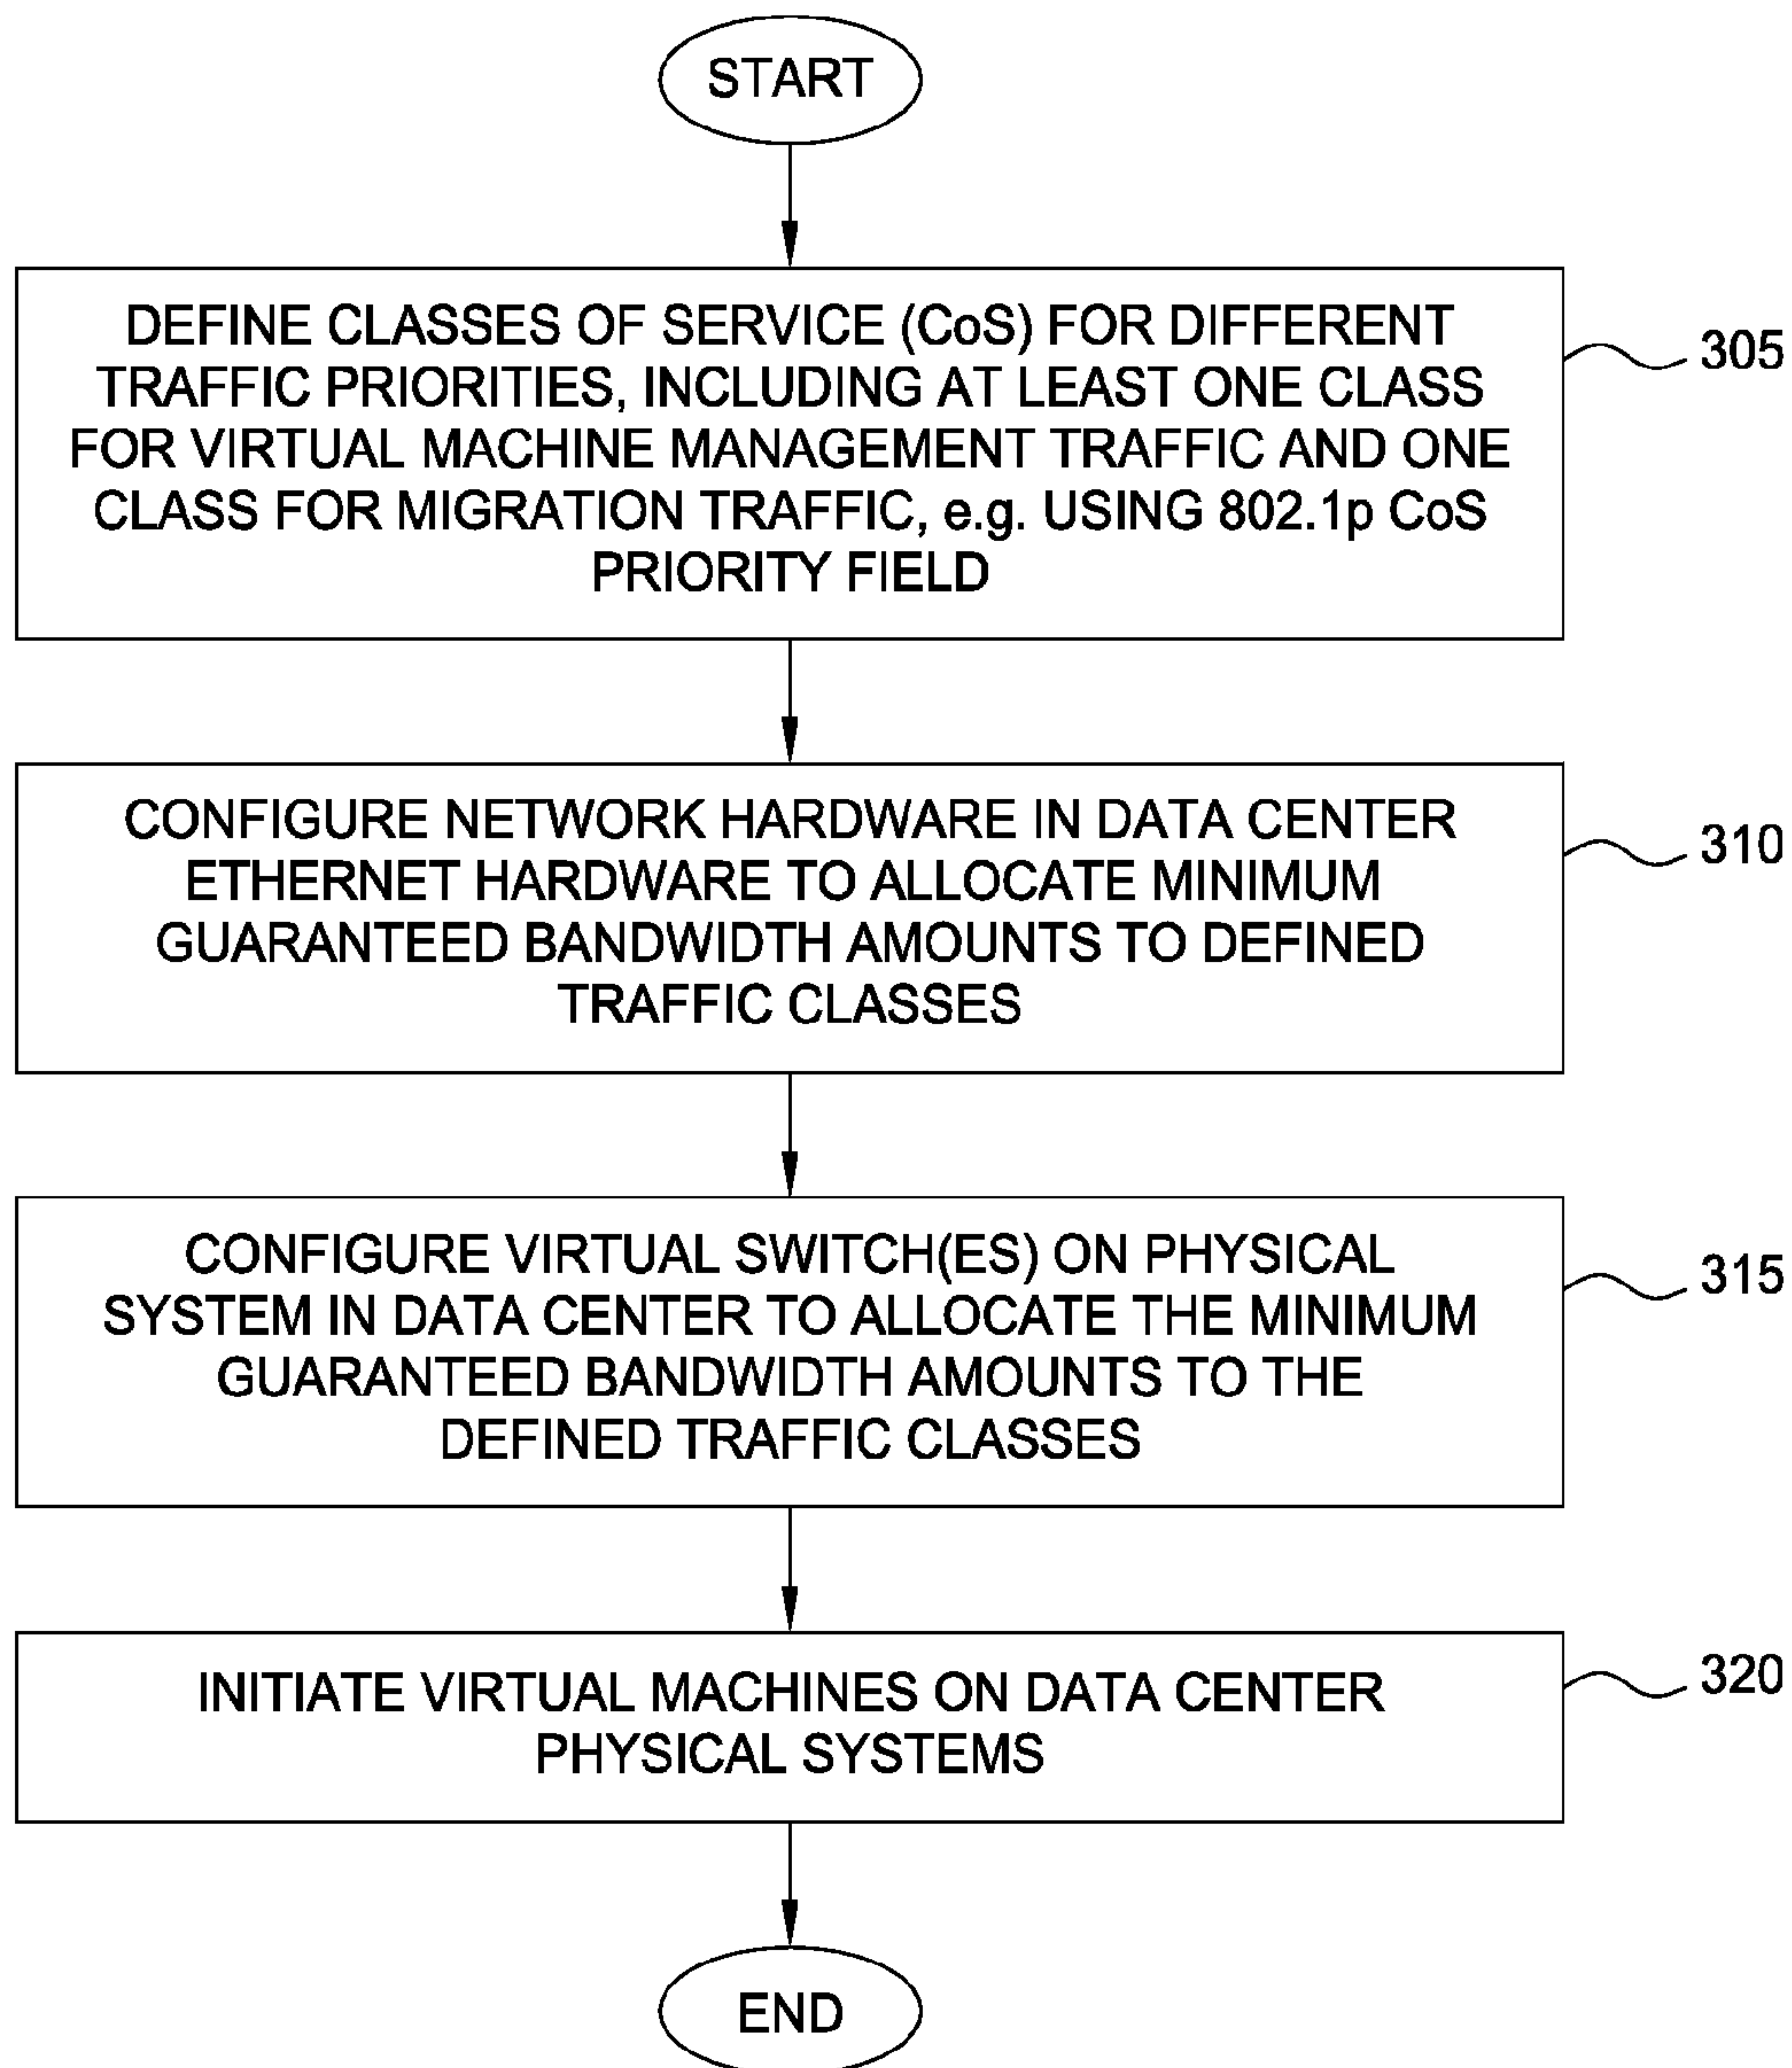 START
DEFINE CLASSES OF SERVICE (CoS) FOR DIFFERENT
TRAFFIC PRIORITIES, INCLUDING AT LEAST ONE CLASS
FOR VIRTUAL MACHINE MANAGEMENT TRAFFIC AND ONE
CLASS FOR MIGRATION TRAFFIC, e.g. USING 802.1p CoS
PRIORITY FIELD
305
CONFIGURE NETWORK HARDWARE IN DATA CENTER
ETHERNET HARDWARE TO ALLOCATE MINIMUM
GUARANTEED BANDWIDTH AMOUNTS TO DEFINED
TRAFFIC CLASSES
310
CONFIGURE VIRTUAL SWITCH(ES) ON PHYSICAL
SYSTEM IN DATA CENTER TO ALLOCATE THE MINIMUM
GUARANTEED BANDWIDTH AMOUNTS TO THE
DEFINED TRAFFIC CLASSES
315
INITIATE VIRTUAL MACHINES ON DATA CENTER
PHYSICAL SYSTEMS
320
END